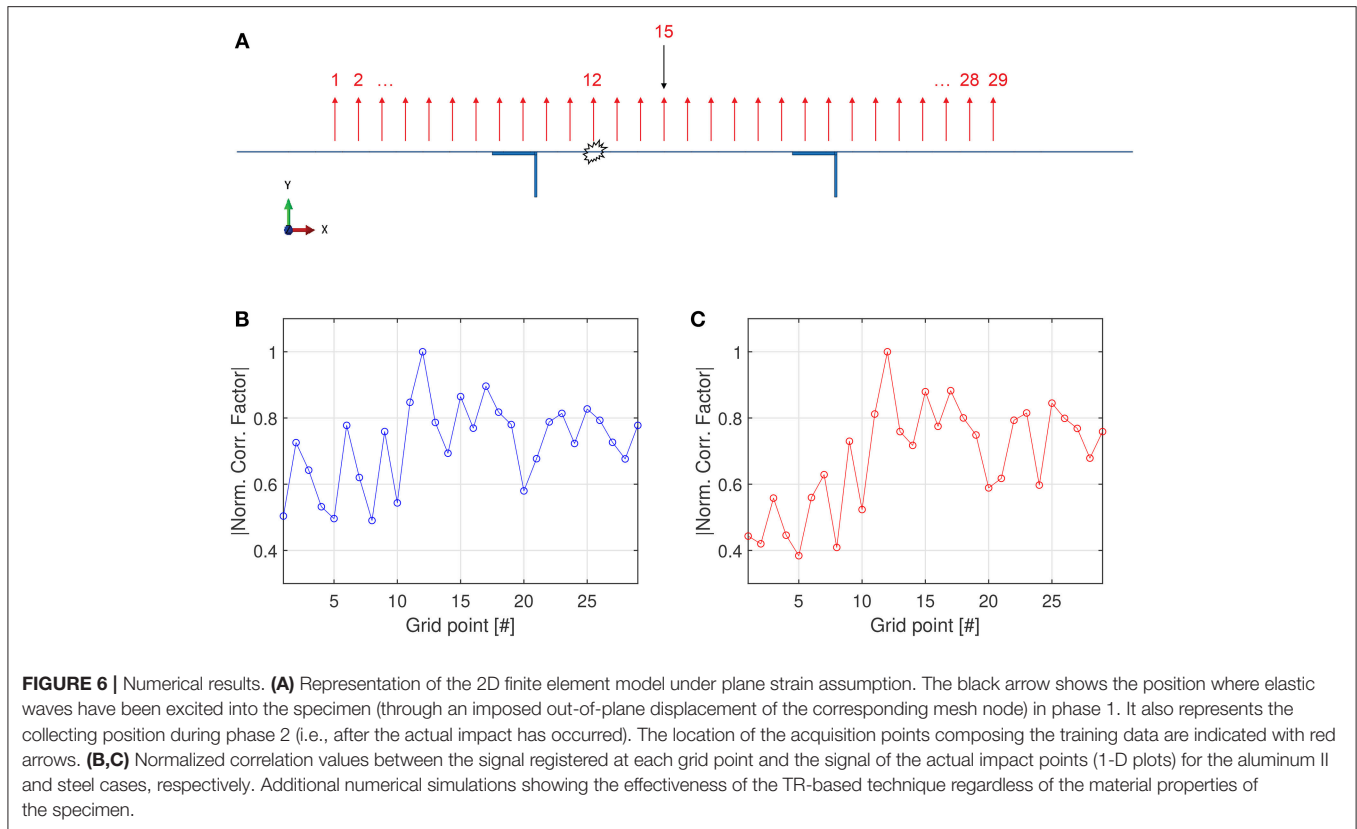 A
15
1 2 ... 12 ... 28 29
Y
X
B
|Norm. Corr. Factor|
1
0.8
0.6
0.4
5 10 15 20 25
Grid point [#]
C
|Norm. Corr. Factor|
1
0.8
0.6
0.4
5 10 15 20 25
Grid point [#]
FIGURE 6 | Numerical results. (A) Representation of the 2D finite element model under plane strain assumption. The black arrow shows the position where elastic
waves have been excited into the specimen (through an imposed out-of-plane displacement of the corresponding mesh node) in phase 1. It also represents the
collecting position during phase 2 (i.e., after the actual impact has occurred). The location of the acquisition points composing the training data are indicated with red
arrows. (B,C) Normalized correlation values between the signal registered at each grid point and the signal of the actual impact points (1-D plots) for the aluminum II
and steel cases, respectively. Additional numerical simulations showing the effectiveness of the TR-based technique regardless of the material properties of
the specimen.